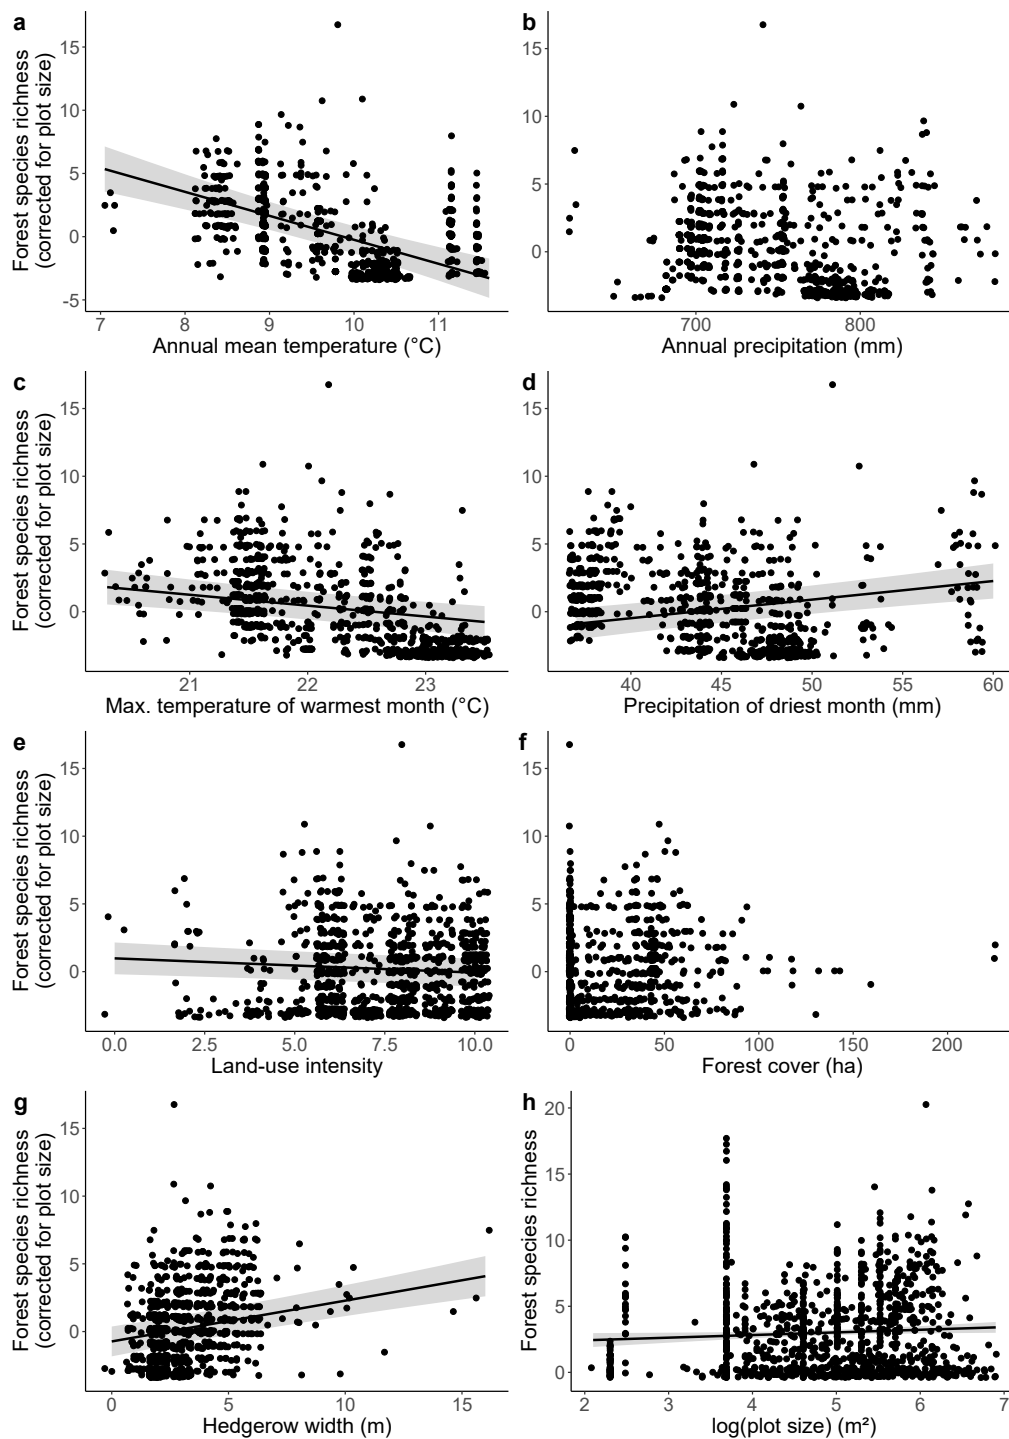 a
Forest species richness
(corrected for plot size)
15
10
5
0
-5
7
8
9
10
11
Annual mean temperature (°C)
b
15
10
5
0
700
800
Annual precipitation (mm)
c
Forest species richness
(corrected for plot size)
15
10
5
0
21
22
23
Max. temperature of warmest month (°C)
d
15
10
5
0
40
45
50
55
60
Precipitation of driest month (mm)
e
Forest species richness
(corrected for plot size)
15
10
5
0
0.0
2.5
5.0
7.5
10.0
Land-use intensity
f
15
10
5
0
0
50
100
150
200
Forest cover (ha)
g
Forest species richness
(corrected for plot size)
15
10
5
0
0
5
10
15
Hedgerow width (m)
h
Forest species richness
20
15
10
5
0
2
3
4
5
6
7
log(plot size) (m²)